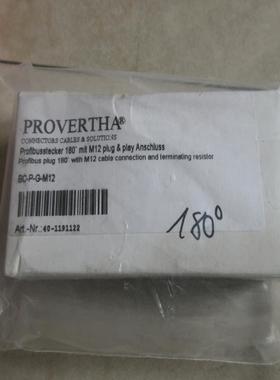 PROVERTHA®
CONNECTORS CABLES & SOLUTIONS
Profibusstecker 180° mit M12 plug & play Anschluss
Profibus plug 180° with M12 cable connection and terminating resistor
BC-P-G-M12
180°
Art.-Nr.: 40-1191122